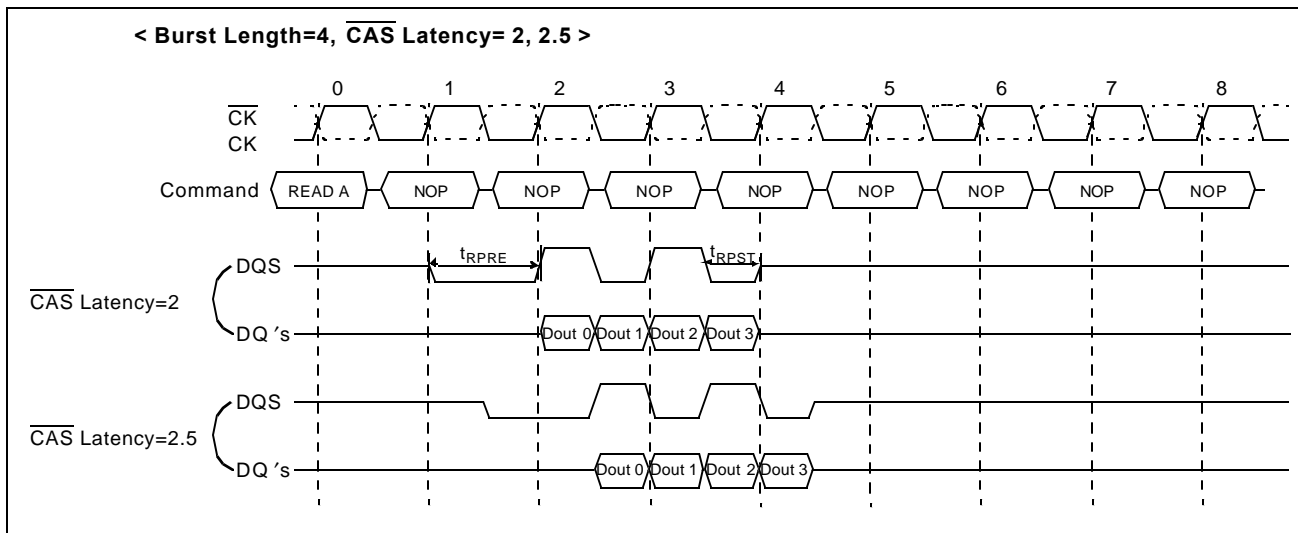 < Burst Length=4, CAS Latency= 2, 2.5 >
0 1 2 3 4 5 6 7 8
CK
CK
Command READ A NOP NOP NOP NOP NOP NOP NOP NOP
DQS tRPRE tRPST
CAS Latency=2
DQ 's Dout 0 Dout 1 Dout 2 Dout 3
DQS
CAS Latency=2.5
DQ 's Dout 0 Dout 1 Dout 2 Dout 3